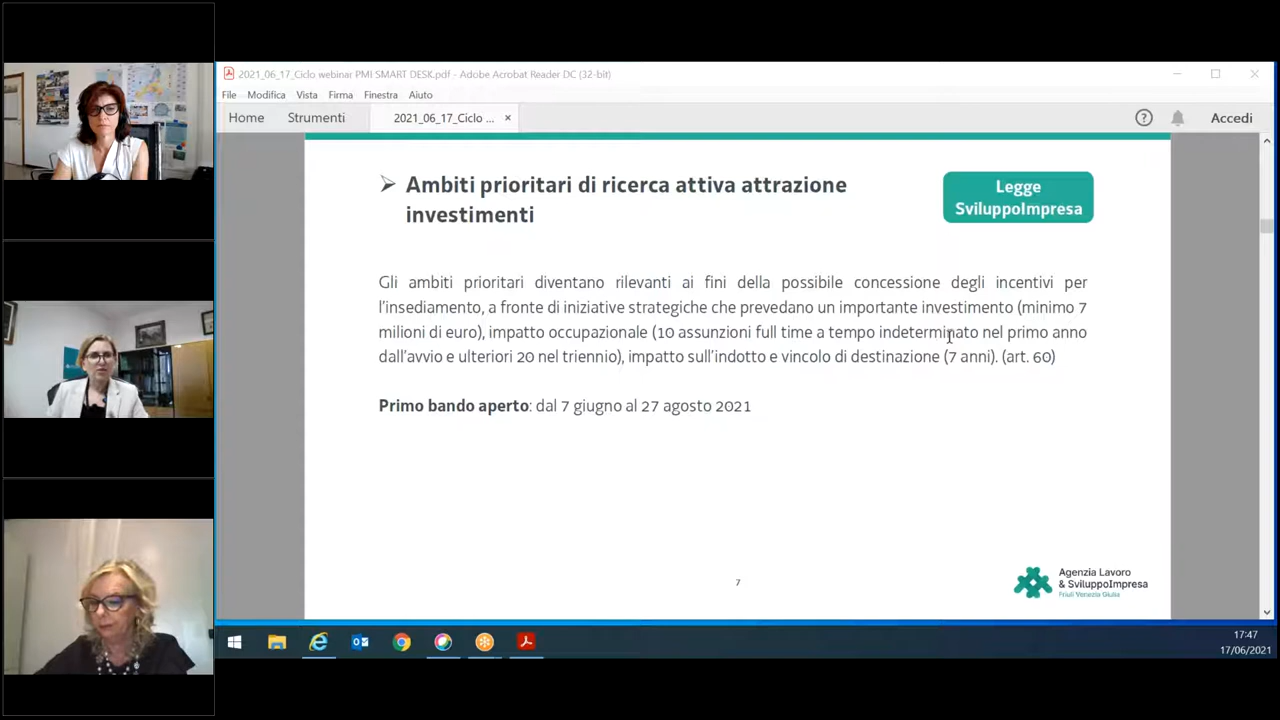 2021_06_17_Ciclo webinar PMI SMART DESK.pdf - Adobe Acrobat Reader DC (32-bit)
File Modifica Vista Firma Finestra Aiuto
Home Strumenti 2021_06_17_Ciclo ... × Accedi
Ambiti prioritari di ricerca attiva attrazione
investimenti
Legge
SviluppoImpresa
Gli ambiti prioritari diventano rilevanti ai fini della possibile concessione degli incentivi per
l'insediamento, a fronte di iniziative strategiche che prevedano un importante investimento (minimo 7
milioni di euro), impatto occupazionale (10 assunzioni full time a tempo indeterminato nel primo anno
dall'avvio e ulteriori 20 nel triennio), impatto sull'indotto e vincolo di destinazione (7 anni). (art. 60)
Primo bando aperto: dal 7 giugno al 27 agosto 2021
7
Agenzia Lavoro
& SviluppoImpresa
Friuli Venezia Giulia
17:47
17/06/2021